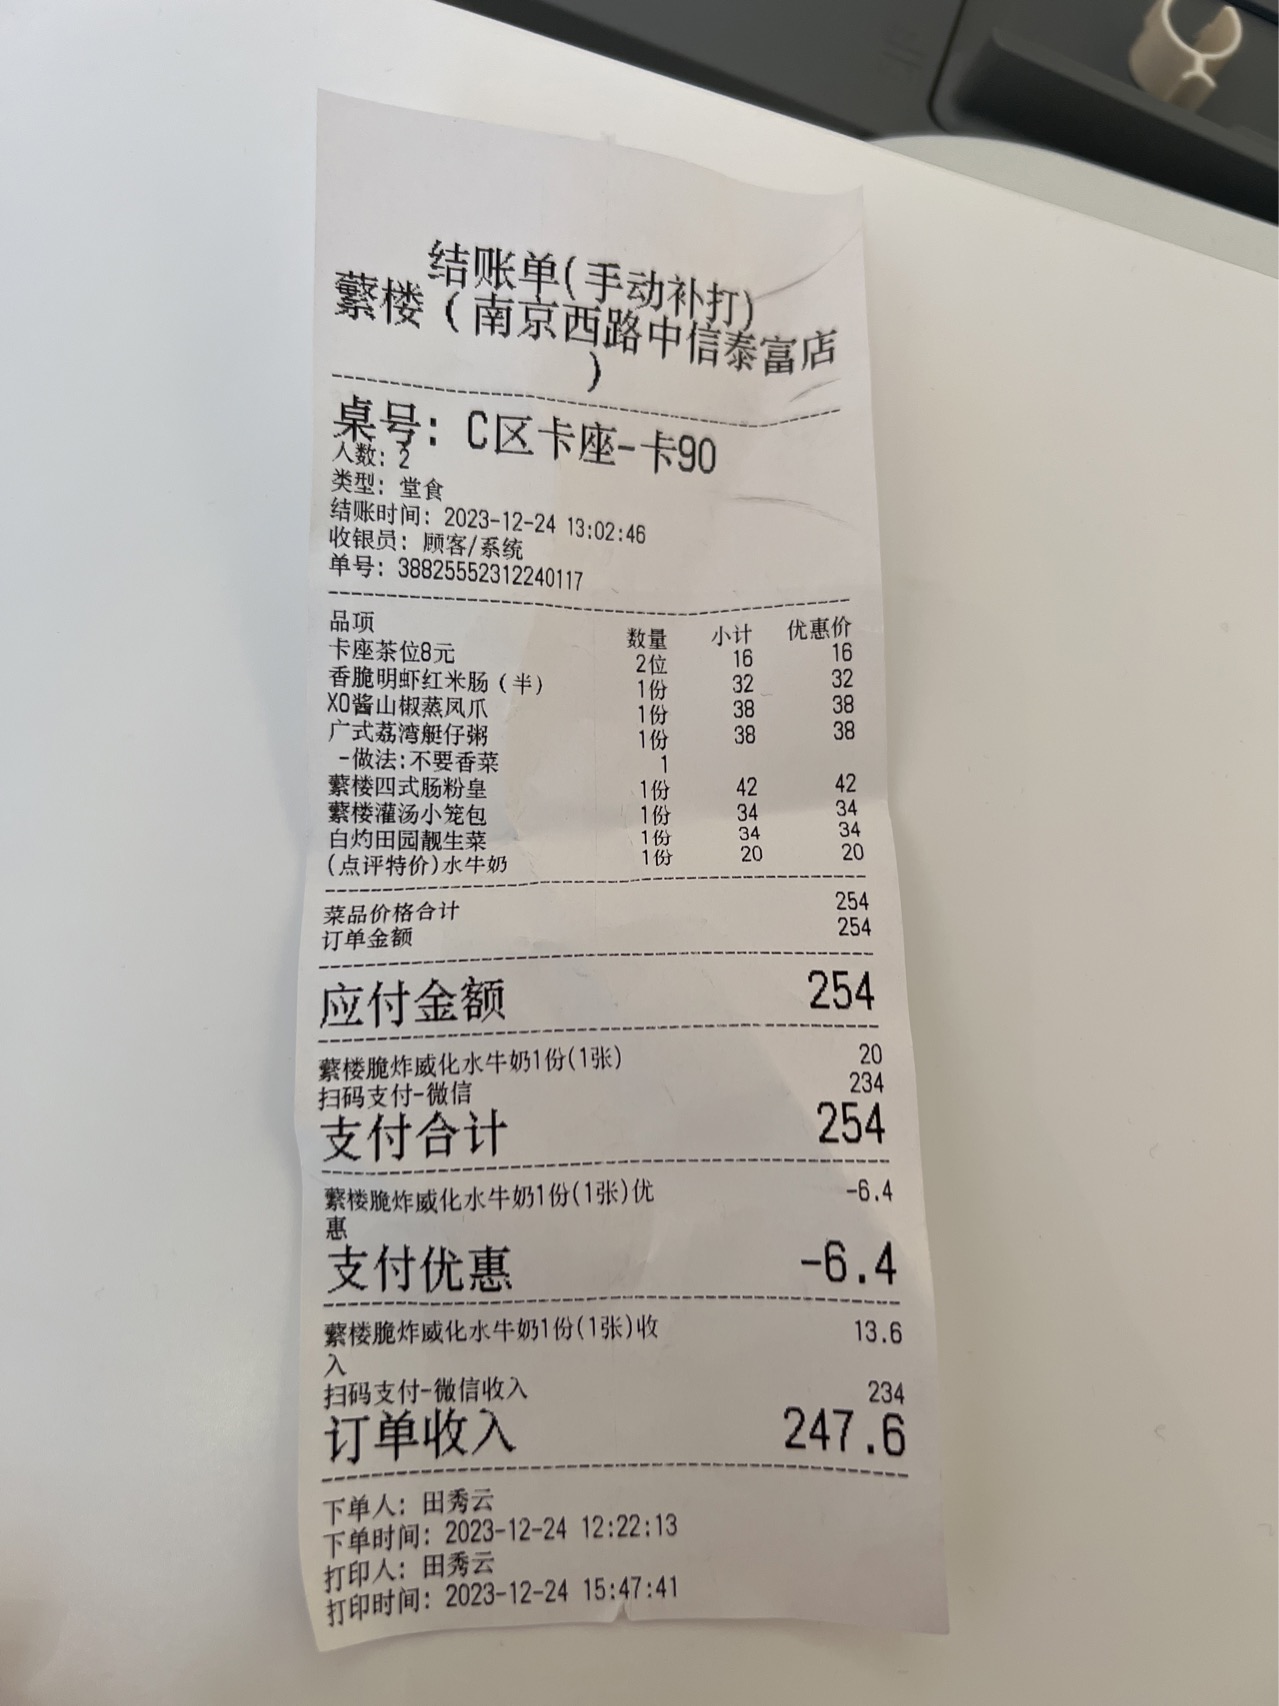 结账单(手动补打)
蘩楼（南京西路中信泰富店
）
桌号: C区卡座-卡90
人数: 2
类型: 堂食
结账时间: 2023-12-24 13:02:46
收银员: 顾客/系统
单号: 38825552312240117
品项 数量 小计 优惠价
卡座茶位8元 2位 16 16
香脆明虾红米肠（半） 1份 32 32
XO酱山椒蒸凤爪 1份 38 38
广式荔湾艇仔粥 1份 38 38
-做法:不要香菜 1
蘩楼四式肠粉皇 1份 42 42
蘩楼灌汤小笼包 1份 34 34
白灼田园靓生菜 1份 34 34
(点评特价)水牛奶 1份 20 20
菜品价格合计 254
订单金额 254
应付金额 254
蘩楼脆炸威化水牛奶1份(1张) 20
扫码支付-微信 234
支付合计 254
蘩楼脆炸威化水牛奶1份(1张)优 -6.4
惠
支付优惠 -6.4
蘩楼脆炸威化水牛奶1份(1张)收 13.6
入
扫码支付-微信收入 234
订单收入 247.6
下单人: 田秀云
下单时间: 2023-12-24 12:22:13
打印人: 田秀云
打印时间: 2023-12-24 15:47:41